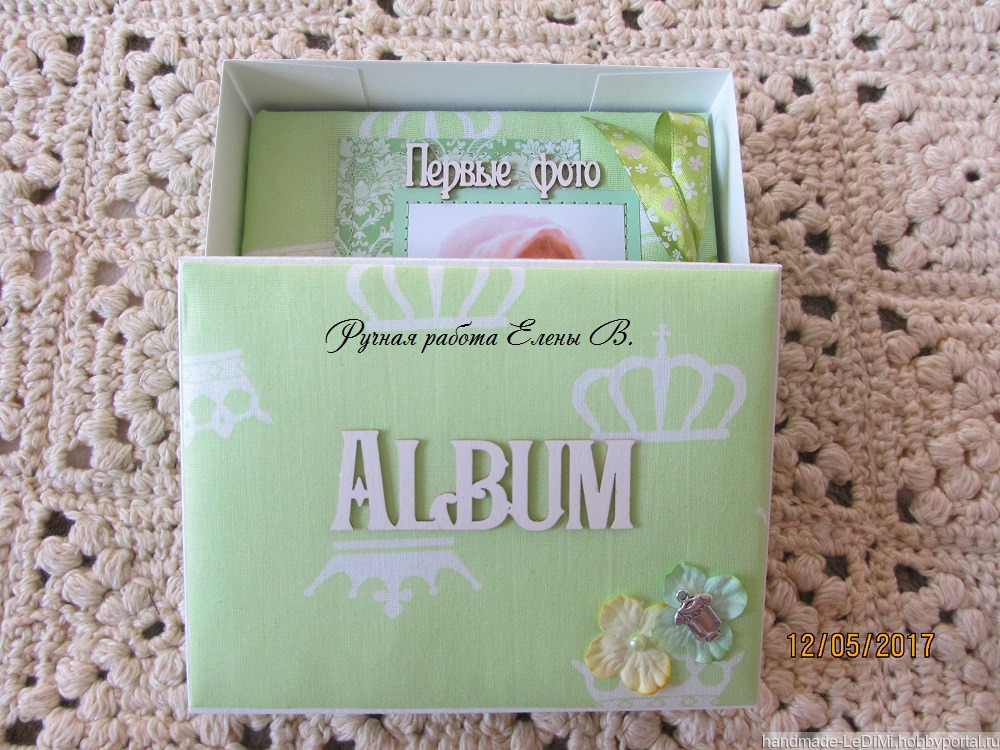 Первые фото
Ручная работа Елены В.
ALBUM
12/05/2017
handmade-LeDiMi.hobbyportal.ru